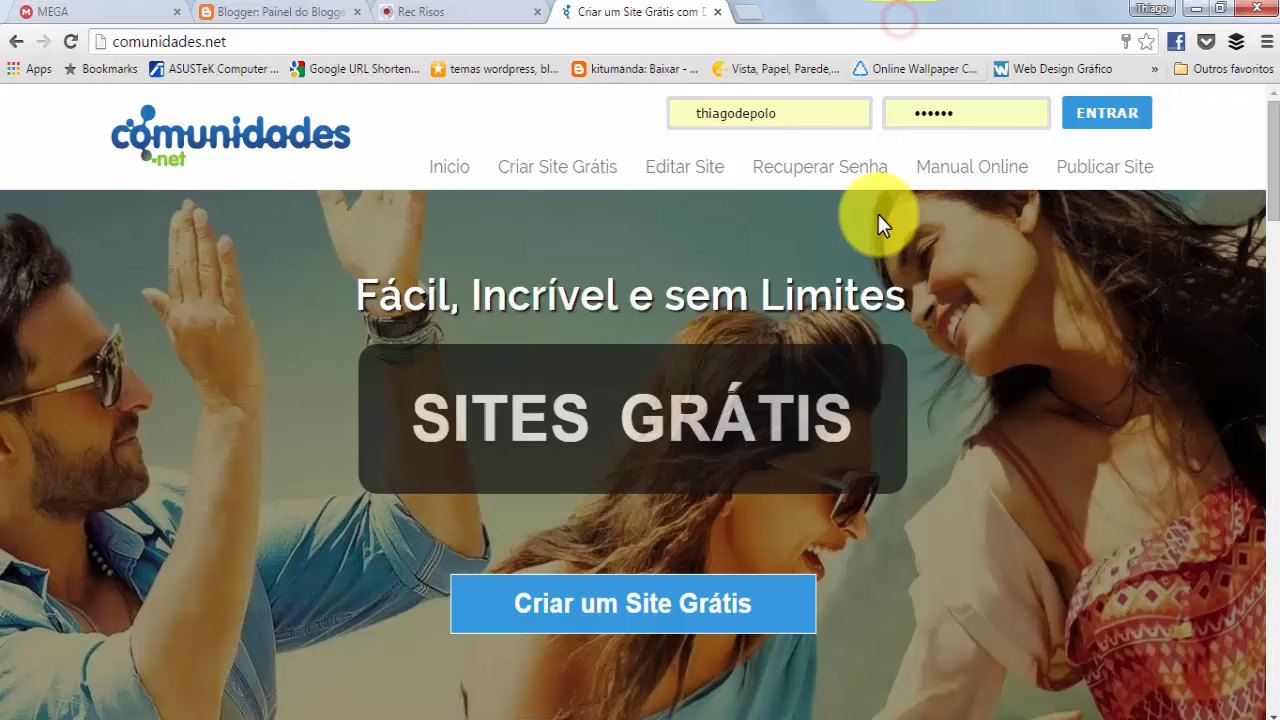 MEGA
Blogger: Painel do Blogge
Rec Risos
Criar um Site Grátis com D
Thiago
comunidades.net
Apps
Bookmarks
ASUSTeK Computer ...
Google URL Shorten...
temas wordpress, bl...
kitumanda: Baixar - ...
Vista, Papel, Parede,...
Online Wallpaper C...
Web Design Gráfico
»
Outros favoritos
comunidades
.net
thiagodepolo
••••••
ENTRAR
Inicio
Criar Site Grátis
Editar Site
Recuperar Senha
Manual Online
Publicar Site
Fácil, Incrível e sem Limites
SITES GRÁTIS
Criar um Site Grátis